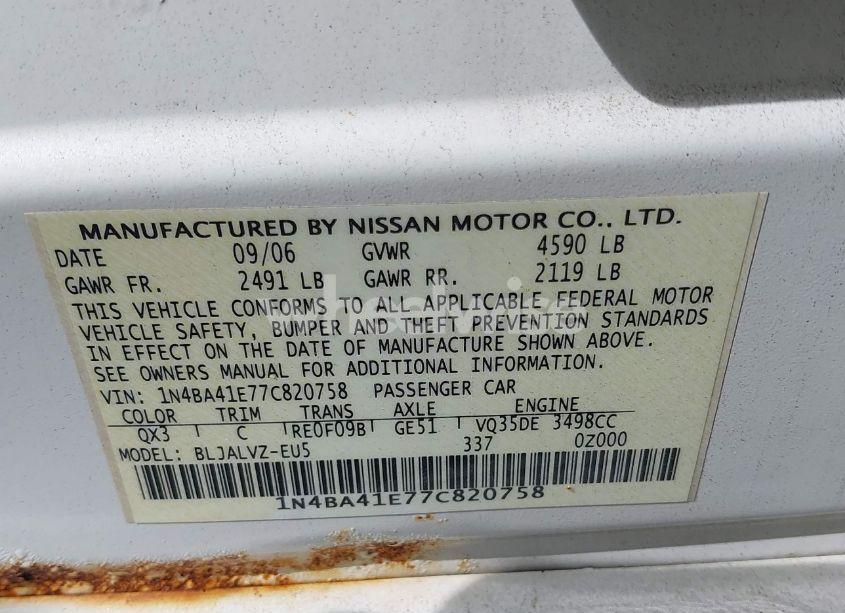 MANUFACTURED BY NISSAN MOTOR CO., LTD.
DATE 09/06 GVWR 4590 LB
GAWR FR. 2491 LB GAWR RR. 2119 LB
THIS VEHICLE CONFORMS TO ALL APPLICABLE FEDERAL MOTOR
VEHICLE SAFETY, BUMPER AND THEFT PREVENTION STANDARDS
IN EFFECT ON THE DATE OF MANUFACTURE SHOWN ABOVE.
SEE OWNERS MANUAL FOR ADDITIONAL INFORMATION.
VIN: 1N4BA41E77C820758 PASSENGER CAR
COLOR TRIM TRANS AXLE ENGINE
QX3 C RE0F09B GE51 VQ35DE 3498CC
MODEL: BLJALVZ-EU5 337 0Z000
1N4BA41E77C820758